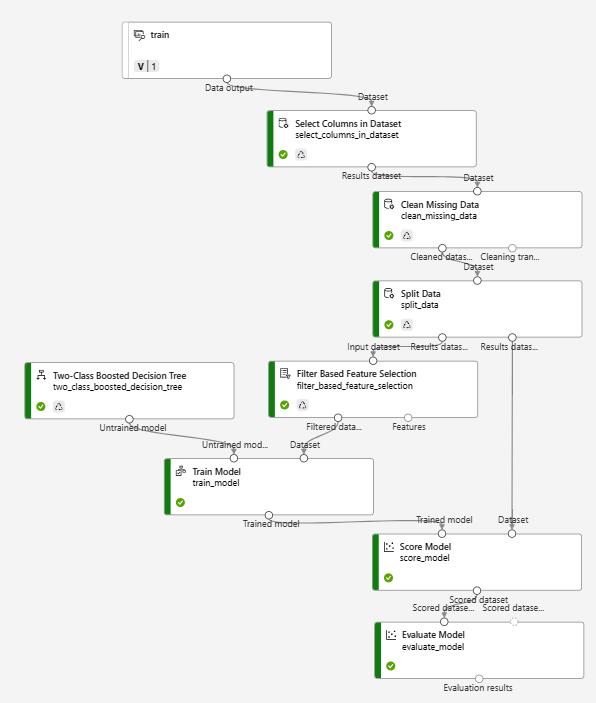 train
V | 1
Data output
Dataset
Select Columns in Dataset
select_columns_in_dataset
Results dataset
Dataset
Clean Missing Data
clean_missing_data
Cleaned datas...
Cleaning tran...
Dataset
Split Data
split_data
Input dataset
Results datas...
Results datas...
Two-Class Boosted Decision Tree
two_class_boosted_decision_tree
Filter Based Feature Selection
filter_based_feature_selection
Untrained model
Filtered data...
Features
Untrained mod...
Dataset
Train Model
train_model
Trained model
Trained model
Dataset
Score Model
score_model
Scored dataset
Scored datase...
Scored datase...
Evaluate Model
evaluate_model
Evaluation results